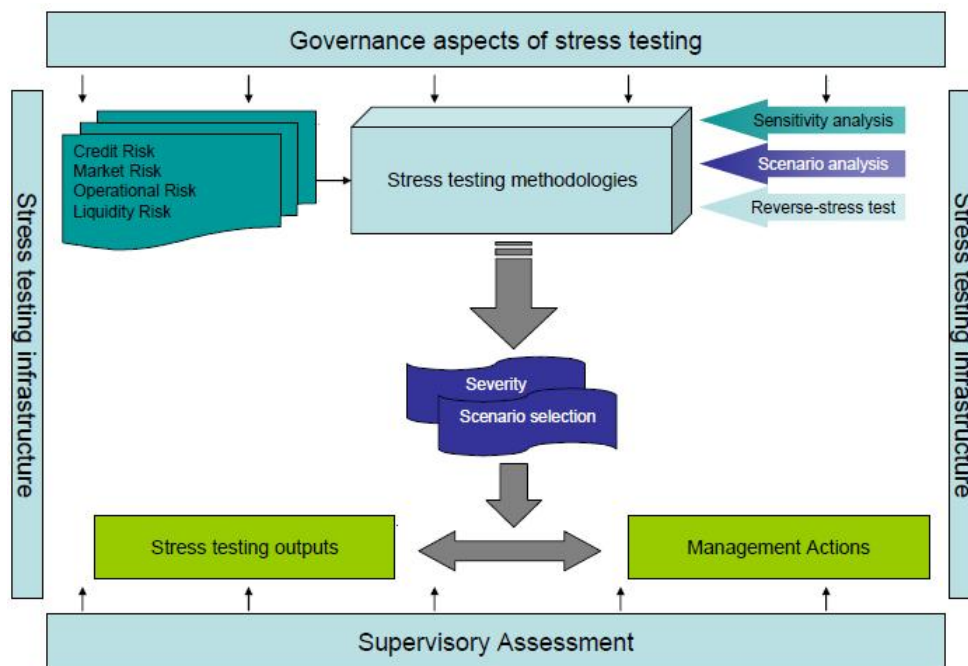 Governance aspects of stress testing
Stress testing infrastructure
Credit Risk
Market Risk
Operational Risk
Liquidity Risk
Stress testing methodologies
Sensitivity analysis
Scenario analysis
Reverse-stress test
Stress testing infrastructure
Severity
Scenario selection
Stress testing outputs
Management Actions
Supervisory Assessment